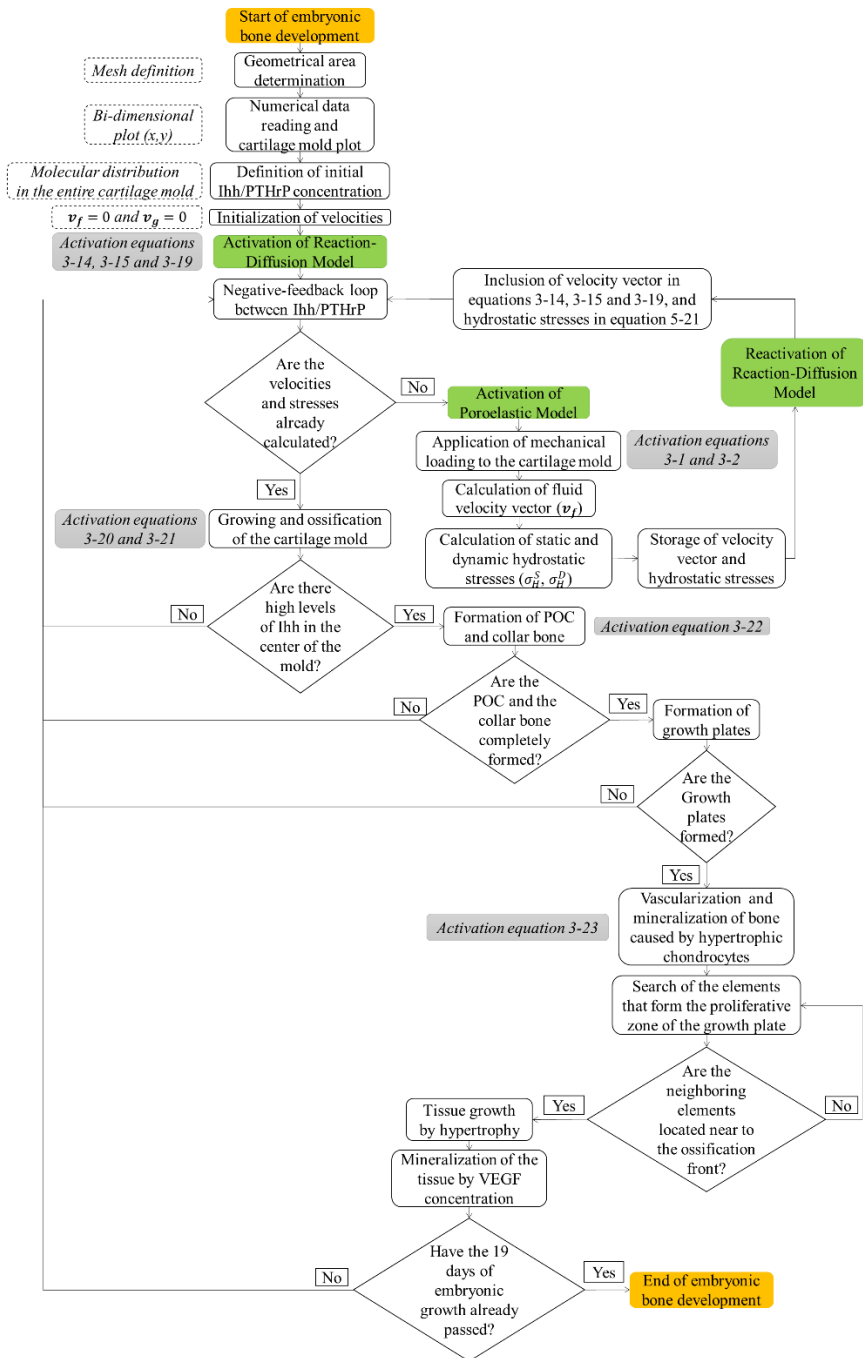 Start of embryonic
bone development
Mesh definition
Geometrical area
determination
Bi-dimensional
plot (x,y)
Numerical data
reading and
cartilage mold plot
Molecular distribution
in the entire cartilage mold
Definition of initial
Ihh/PTHrP concentration
𝒗𝒇 = 0 and 𝒗𝒈 = 0
Initialization of velocities
Activation equations
3-14, 3-15 and 3-19
Activation of Reaction-
Diffusion Model
Negative-feedback loop
between Ihh/PTHrP
Inclusion of velocity vector in
equations 3-14, 3-15 and 3-19, and
hydrostatic stresses in equation 5-21
Reactivation of
Reaction-Diffusion
Model
Are the
velocities
and stresses
already
calculated?
No
Activation of
Poroelastic Model
Application of mechanical
loading to the cartilage mold
Activation equations
3-1 and 3-2
Calculation of fluid
velocity vector (𝒗𝒇)
Calculation of static and
dynamic hydrostatic
stresses (σ_H^S, σ_H^D)
Storage of velocity
vector and
hydrostatic stresses
Yes
Activation equations
3-20 and 3-21
Growing and ossification
of the cartilage mold
Are there
high levels
of Ihh in the
center of the
mold?
No
Yes
Formation of POC
and collar bone
Activation equation 3-22
Are the
POC and the
collar bone
completely
formed?
No
Yes
Formation of
growth plates
Are the
Growth
plates
formed?
No
Yes
Activation equation 3-23
Vascularization and
mineralization of bone
caused by hypertrophic
chondrocytes
Search of the elements
that form the proliferative
zone of the growth plate
Are the
neighboring
elements
located near to
the ossification
front?
No
Yes
Tissue growth
by hypertrophy
Mineralization of the
tissue by VEGF
concentration
Have the 19
days of
embryonic
growth already
passed?
No
Yes
End of embryonic
bone development